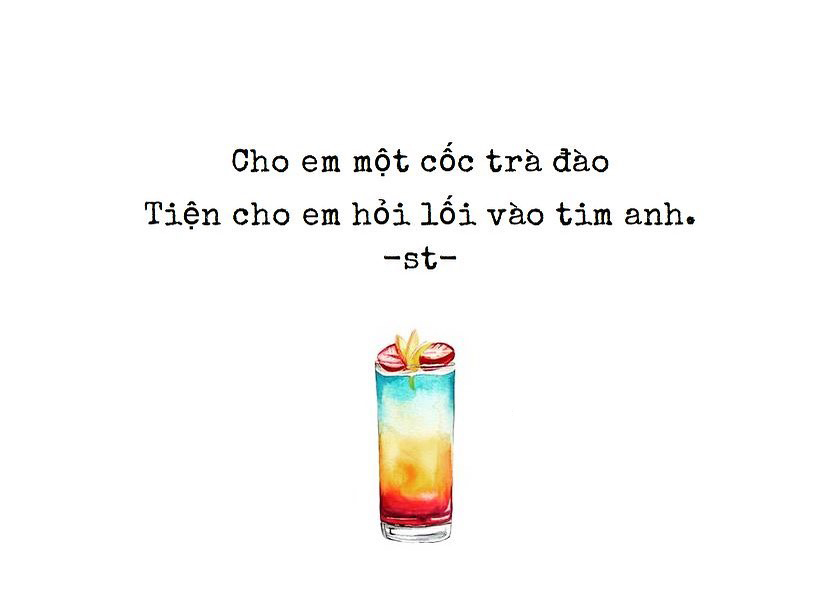 Cho em một cốc trà đào
Tiện cho em hỏi lối vào tim anh.
-st-